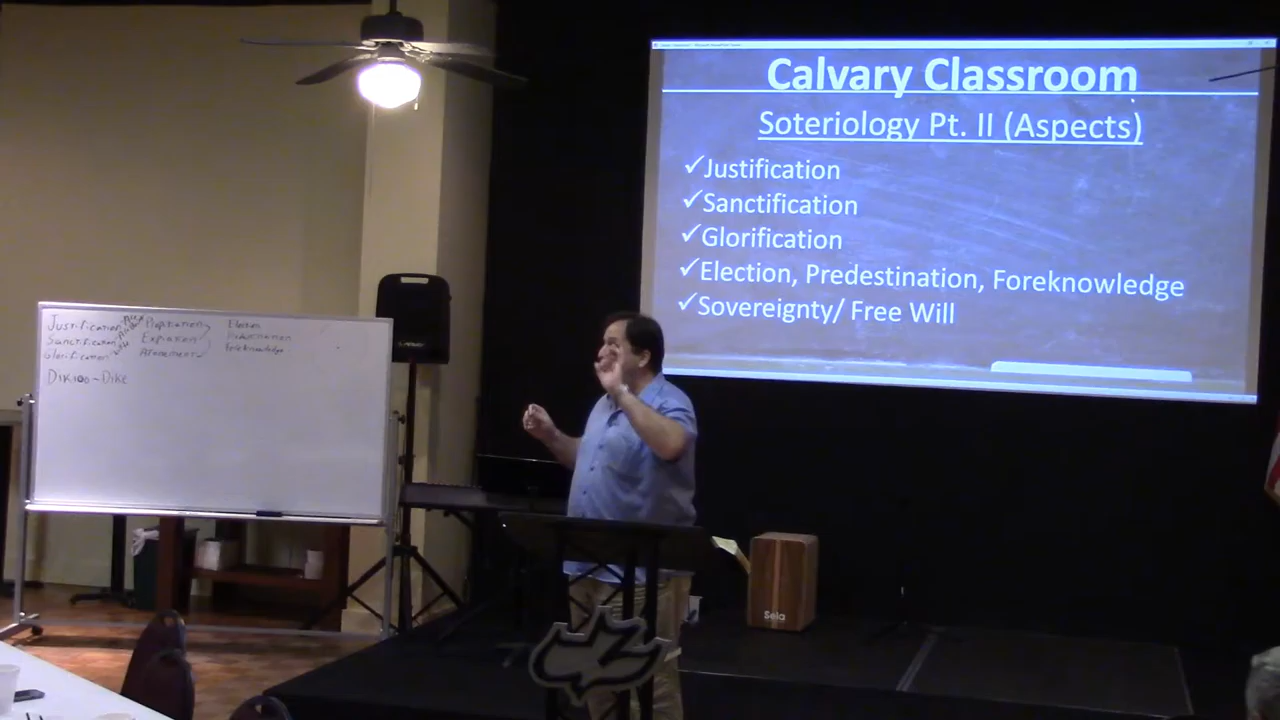 Calvary Classroom
Soteriology Pt. II (Aspects)
✓Justification
✓Sanctification
✓Glorification
✓Election, Predestination, Foreknowledge
✓Sovereignty/ Free Will
Justification Propitiation Election
Sanctification Expiation Predestination
Glorification Atonement Foreknowledge
Dikaioo - Dike
Sela